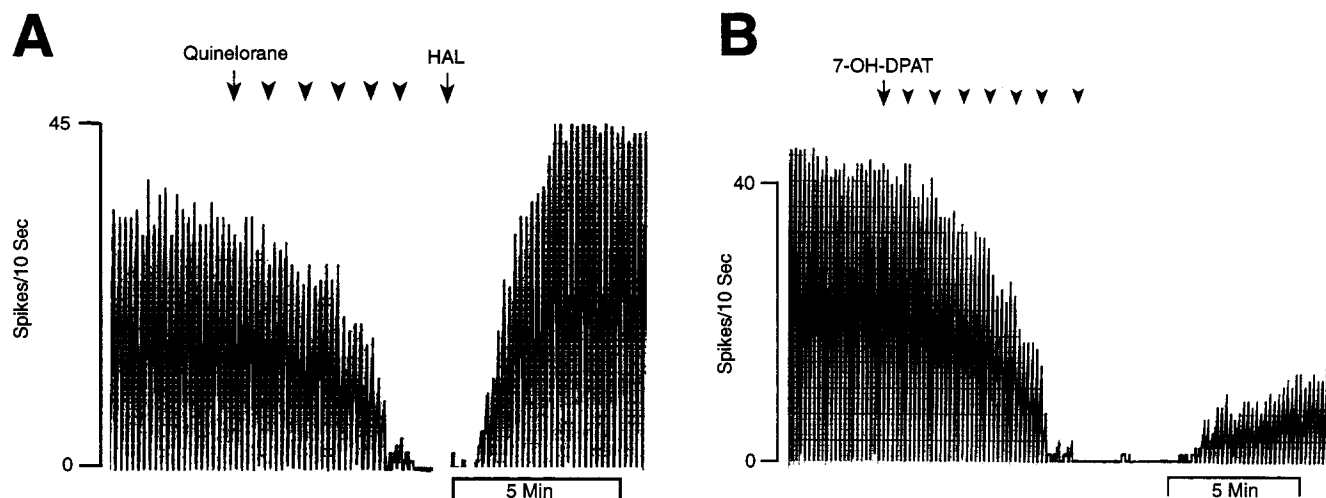 A
Quinelorane
HAL
45
Spikes/10 Sec
0
5 Min
B
7-OH-DPAT
40
Spikes/10 Sec
0
5 Min